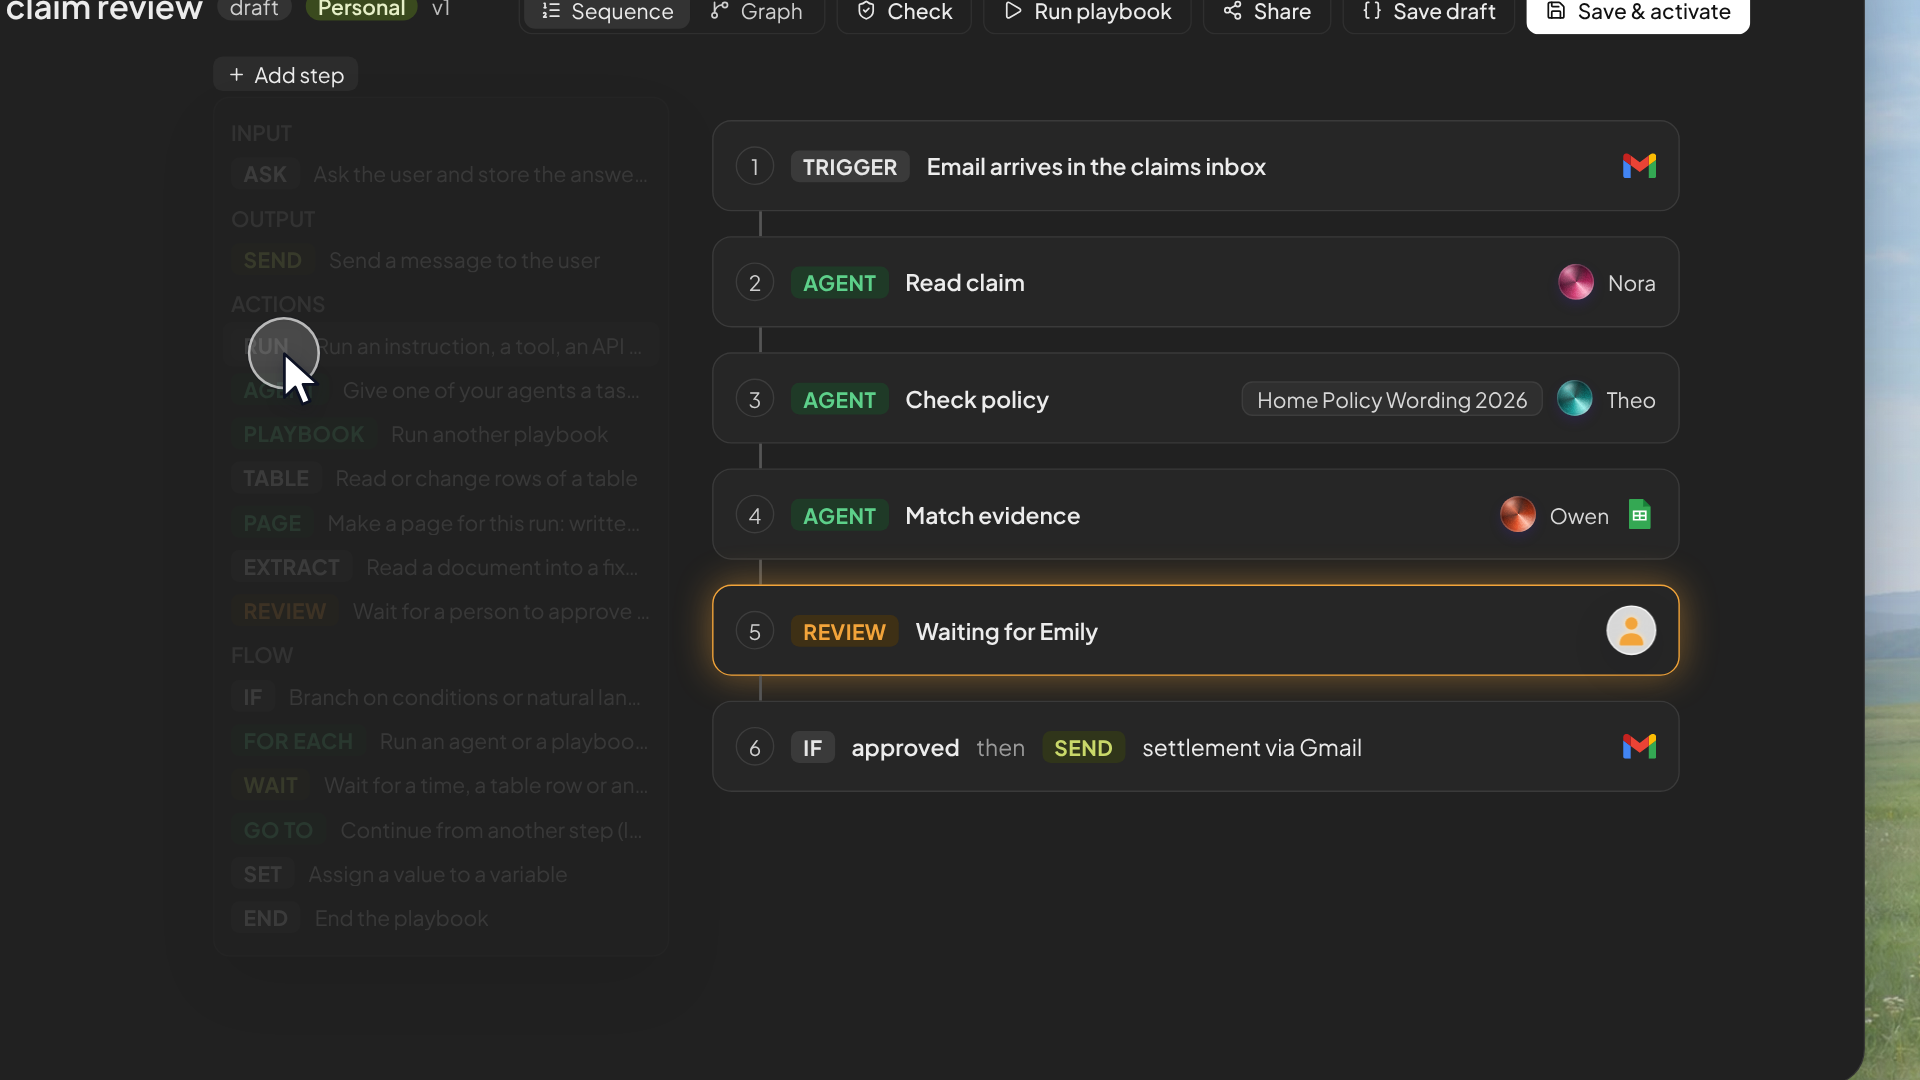 claim review draft Personal v1 Sequence Graph Check Run playbook Share Save draft Save & activate
+ Add step
INPUT
ASK Ask the user and store the answe…
OUTPUT
SEND Send a message to the user
ACTIONS
RUN Run an instruction, a tool, an API …
AGENT Give one of your agents a tas…
PLAYBOOK Run another playbook
TABLE Read or change rows of a table
PAGE Make a page for this run: writte…
EXTRACT Read a document into a fix…
REVIEW Wait for a person to approve …
FLOW
IF Branch on conditions or natural lan…
FOR EACH Run an agent or a playboo…
WAIT Wait for a time, a table row or an…
GO TO Continue from another step (l…
SET Assign a value to a variable
END End the playbook
1 TRIGGER Email arrives in the claims inbox
2 AGENT Read claim Nora
3 AGENT Check policy Home Policy Wording 2026 Theo
4 AGENT Match evidence Owen
5 REVIEW Waiting for Emily
6 IF approved then SEND settlement via Gmail